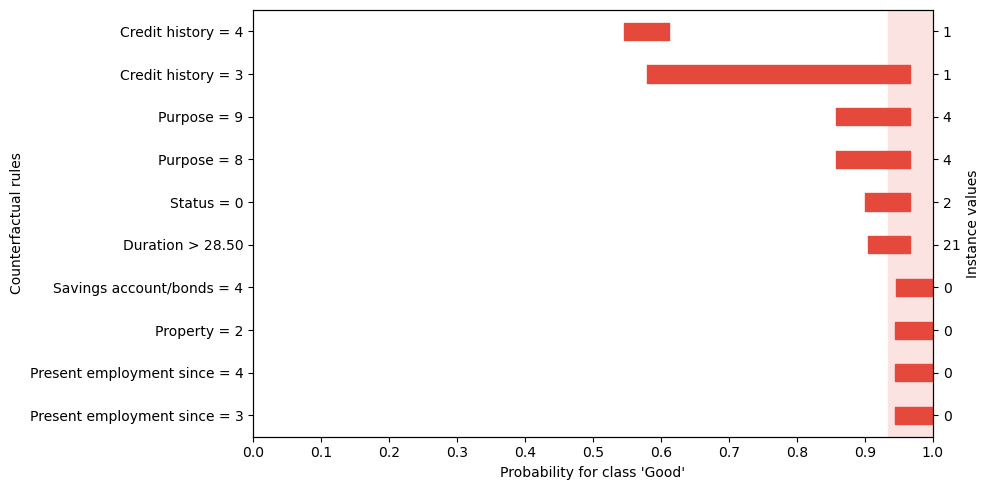 Credit history = 4
1
Credit history = 3
1
Purpose = 9
4
Purpose = 8
4
Status = 0
2
Duration > 28.50
21
Savings account/bonds = 4
0
Property = 2
0
Present employment since = 4
0
Present employment since = 3
0
Counterfactual rules
Instance values
0.0 0.1 0.2 0.3 0.4 0.5 0.6 0.7 0.8 0.9 1.0
Probability for class 'Good'